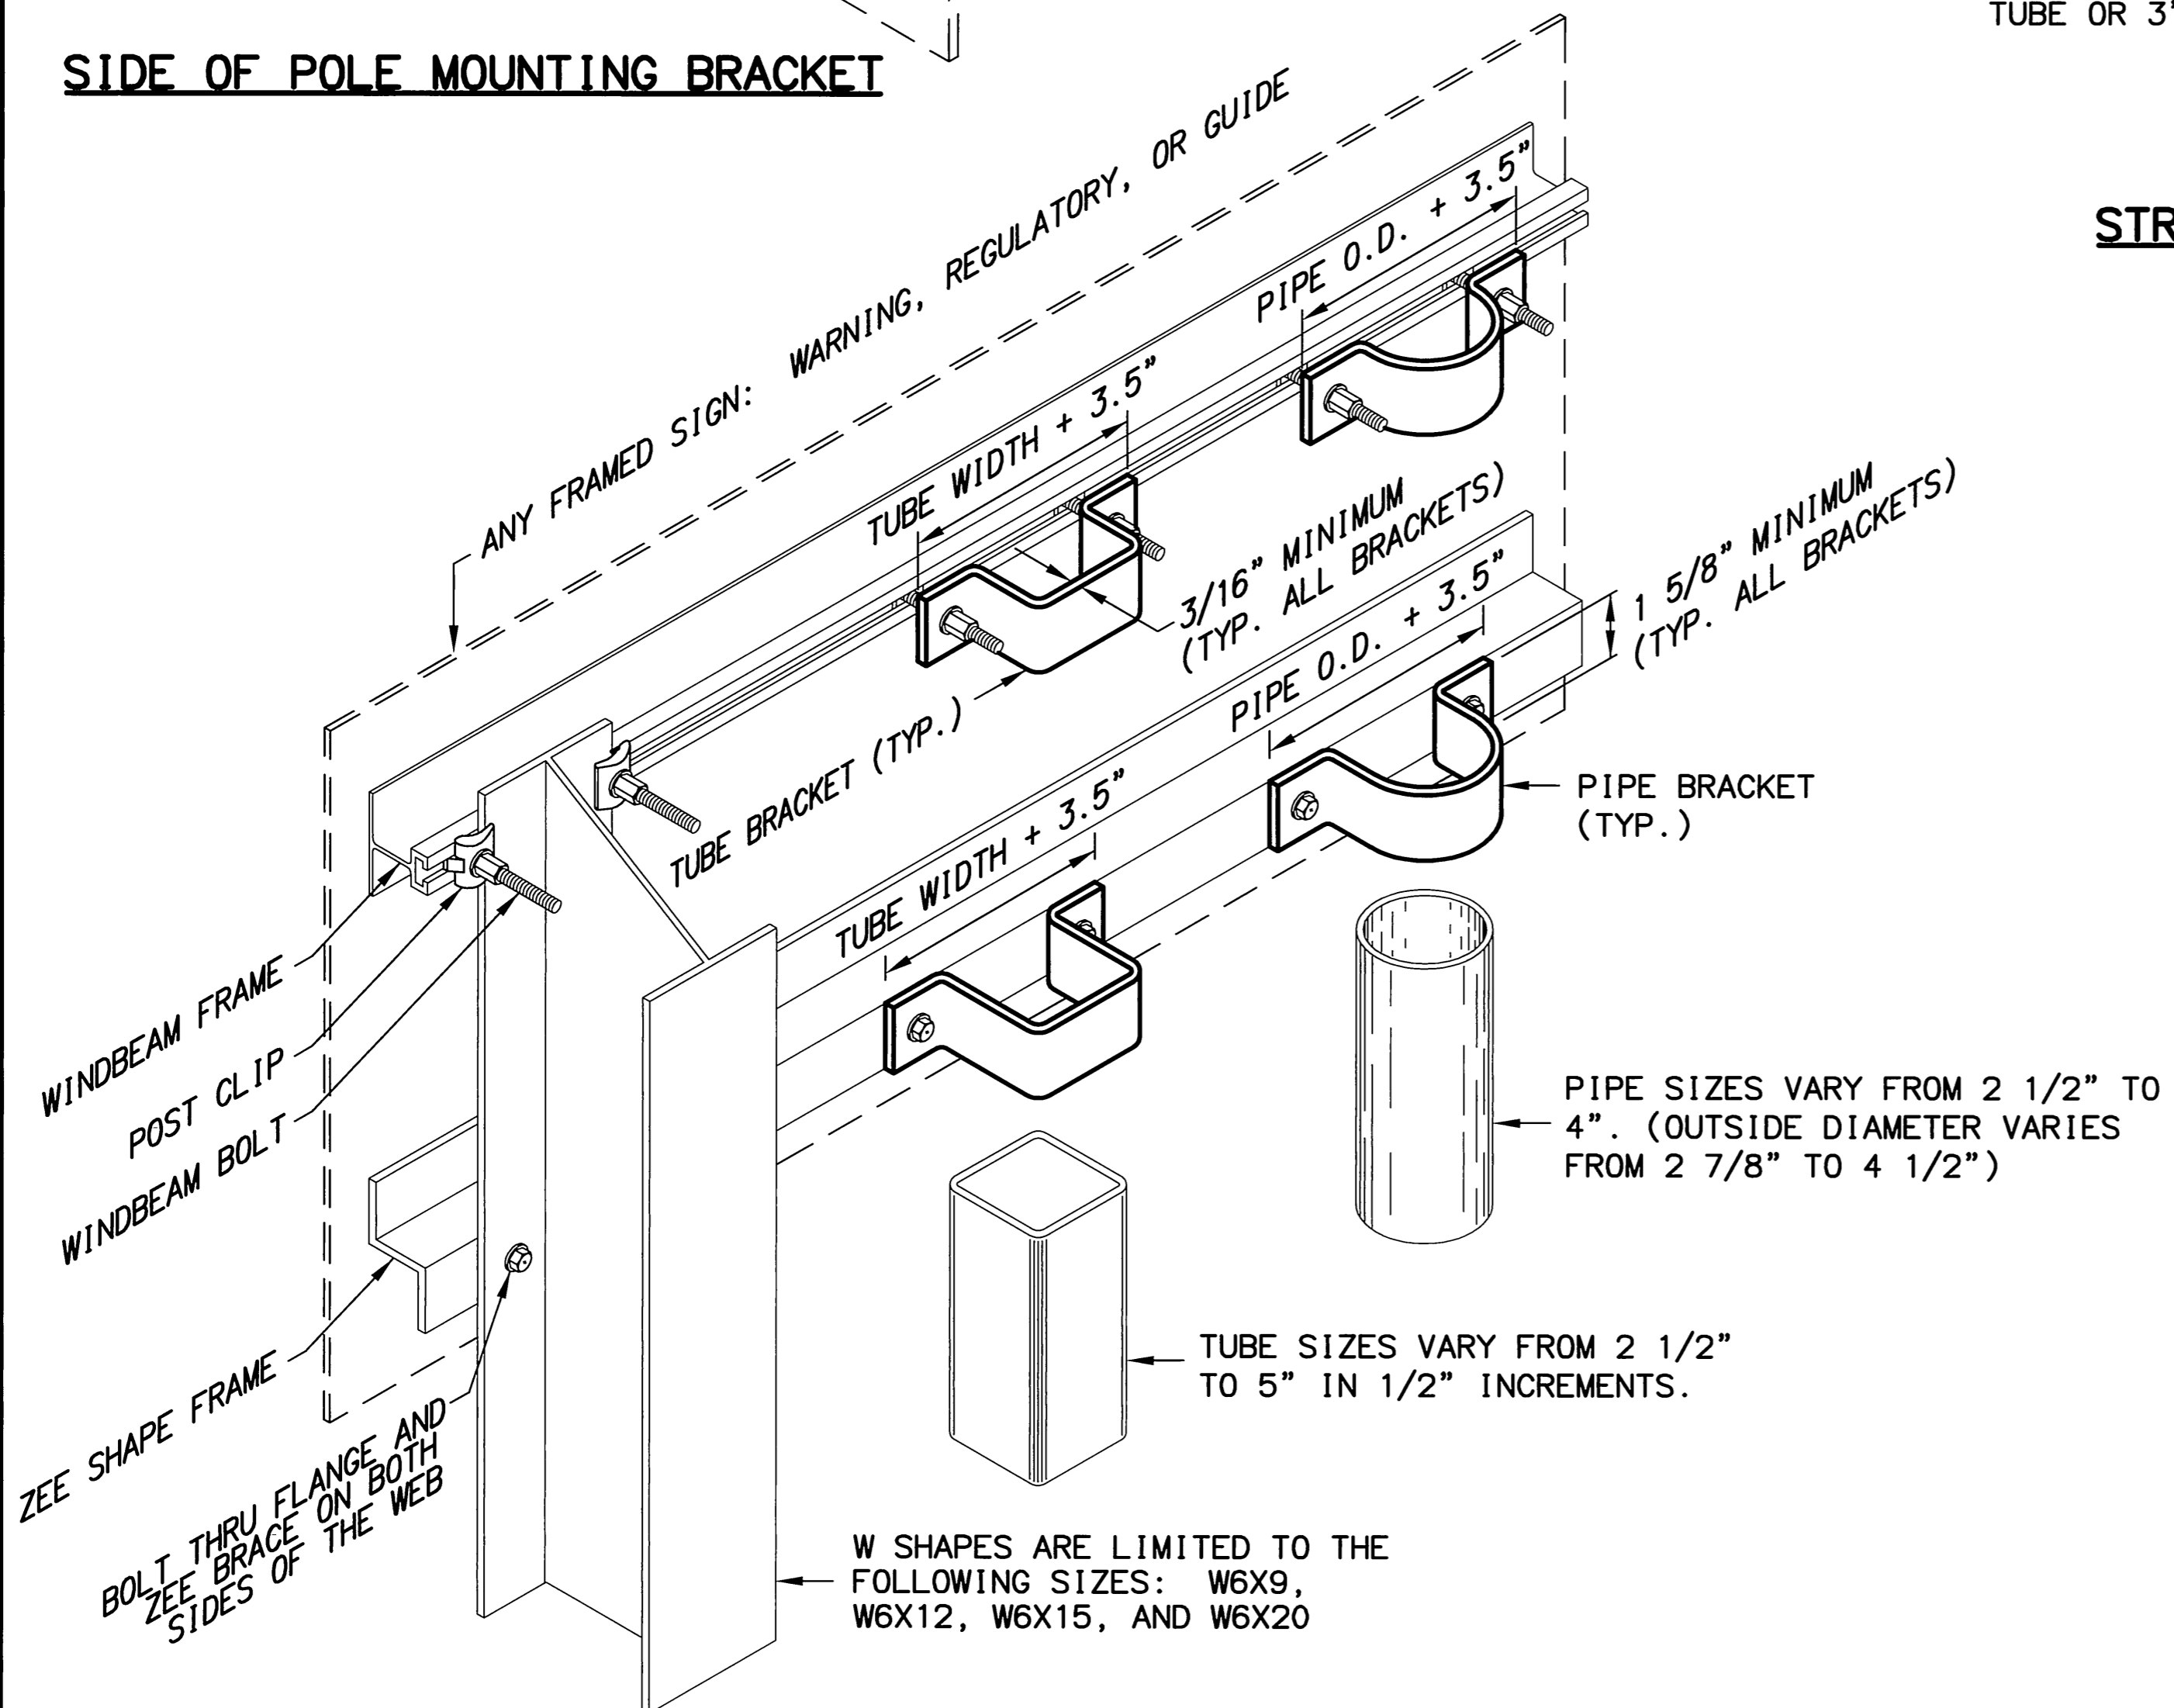 TUBE OR 3"
SIDE OF POLE MOUNTING BRACKET
STR
ANY FRAMED SIGN: WARNING, REGULATORY, OR GUIDE
PIPE O.D. + 3.5"
TUBE WIDTH + 3.5"
3/16" MINIMUM
(TYP. ALL BRACKETS)
1 5/8" MINIMUM
(TYP. ALL BRACKETS)
PIPE O.D. + 3.5"
TUBE BRACKET (TYP.)
TUBE WIDTH + 3.5"
PIPE BRACKET
(TYP.)
WINDBEAM FRAME
POST CLIP
WINDBEAM BOLT
PIPE SIZES VARY FROM 2 1/2" TO
4". (OUTSIDE DIAMETER VARIES
FROM 2 7/8" TO 4 1/2")
ZEE SHAPE FRAME
TUBE SIZES VARY FROM 2 1/2"
TO 5" IN 1/2" INCREMENTS.
BOLT THRU FLANGE AND
ZEE BRACE ON BOTH
SIDES OF THE WEB
W SHAPES ARE LIMITED TO THE
FOLLOWING SIZES: W6X9,
W6X12, W6X15, AND W6X20